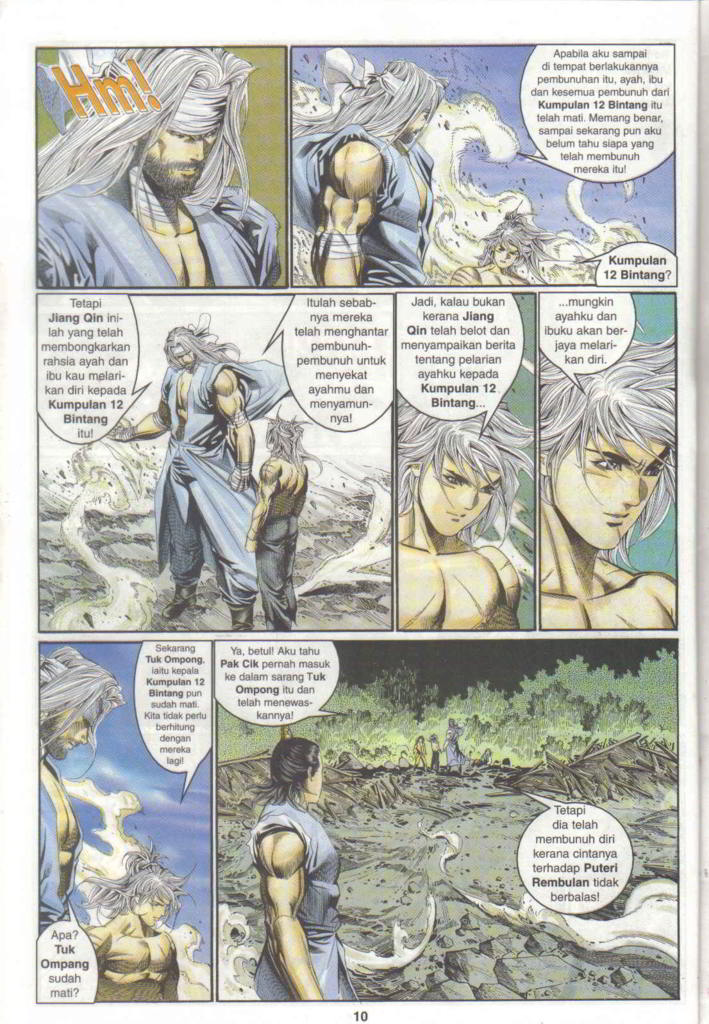 Hm!
Apabila aku sampai
di tempat berlakukannya
pembunuhan itu, ayah, ibu
dan kesemua pembunuh dari
Kumpulan 12 Bintang itu
telah mati. Memang benar,
sampai sekarang pun aku
belum tahu siapa yang
telah membunuh
mereka itu!
Kumpulan
12 Bintang?
Tetapi
Jiang Qin ini-
lah yang telah
membongkarkan
rahsia ayah dan
ibu kau melari-
kan diri kepada
Kumpulan 12
Bintang
itu!
Itulah sebab-
nya mereka
telah menghantar
pembunuh-
pembunuh untuk
menyekat
ayahmu dan
menyamun-
nya!
Jadi, kalau bukan
kerana Jiang
Qin telah belot dan
menyampaikan berita
tentang pelarian
ayahku kepada
Kumpulan 12
Bintang...
...mungkin
ayahku dan
ibuku akan ber-
jaya melari-
kan diri.
Sekarang
Tuk Ompong,
iaitu kepala
Kumpulan 12
Bintang pun
sudah mati.
Kita tidak perlu
berhitung
dengan
mereka
lagi!
Apa?
Tuk
Ompang
sudah
mati?
Ya, betul! Aku tahu
Pak Cik pernah masuk
ke dalam sarang Tuk
Ompong itu dan
telah menewas-
kannya!
Tetapi
dia telah
membunuh diri
kerana cintanya
terhadap Puteri
Rembulan tidak
berbalas!
10